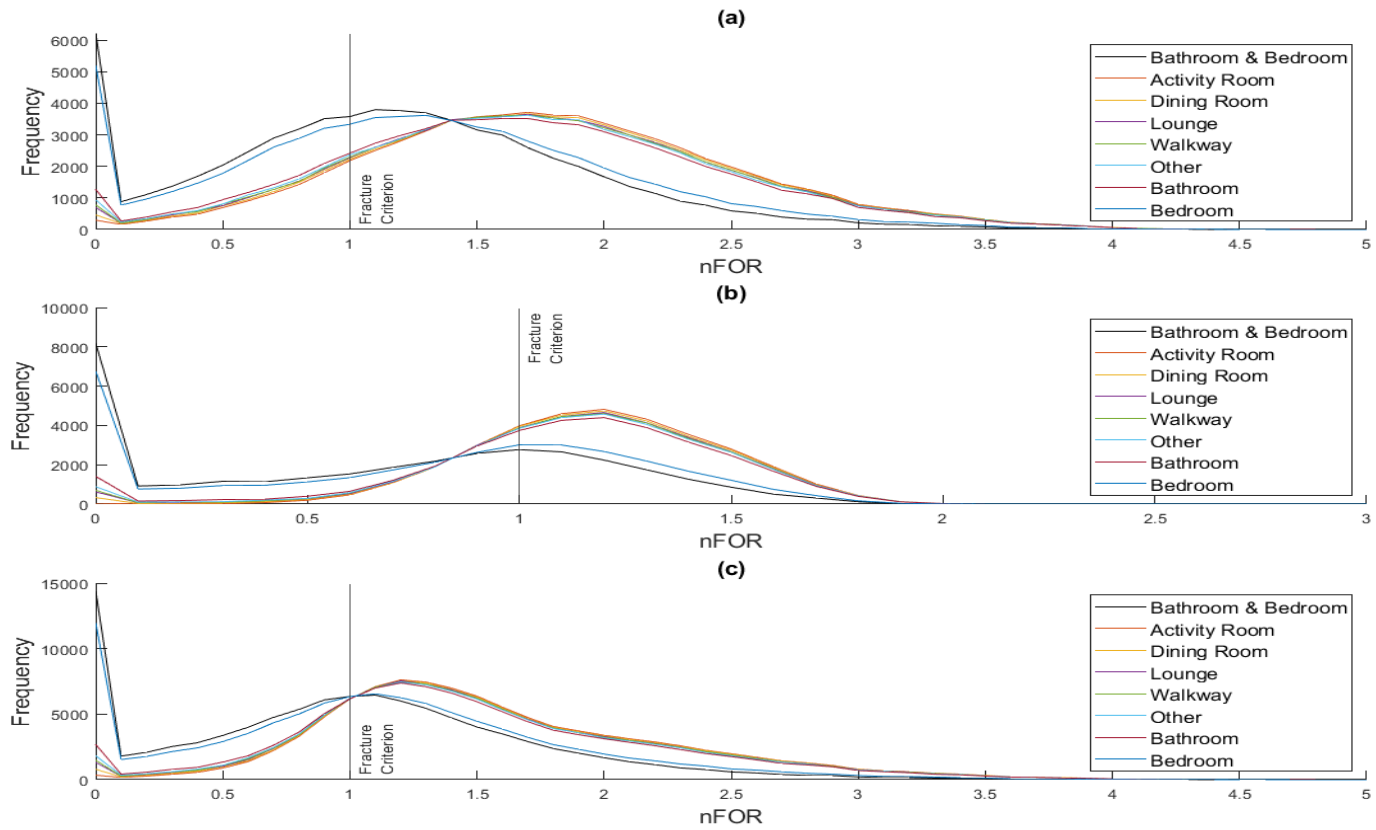 (a)
6000
5000
4000
3000
2000
1000
0
Frequency
Fracture
Criterion
Bathroom & Bedroom
Activity Room
Dining Room
Lounge
Walkway
Other
Bathroom
Bedroom
0 0.5 1 1.5 2 2.5 3 3.5 4 4.5 5
nFOR
(b)
10000
8000
6000
4000
2000
0
Frequency
Fracture
Criterion
Bathroom & Bedroom
Activity Room
Dining Room
Lounge
Walkway
Other
Bathroom
Bedroom
0 0.5 1 1.5 2 2.5 3
nFOR
(c)
15000
10000
5000
0
Frequency
Fracture
Criterion
Bathroom & Bedroom
Activity Room
Dining Room
Lounge
Walkway
Other
Bathroom
Bedroom
0 0.5 1 1.5 2 2.5 3 3.5 4 4.5 5
nFOR